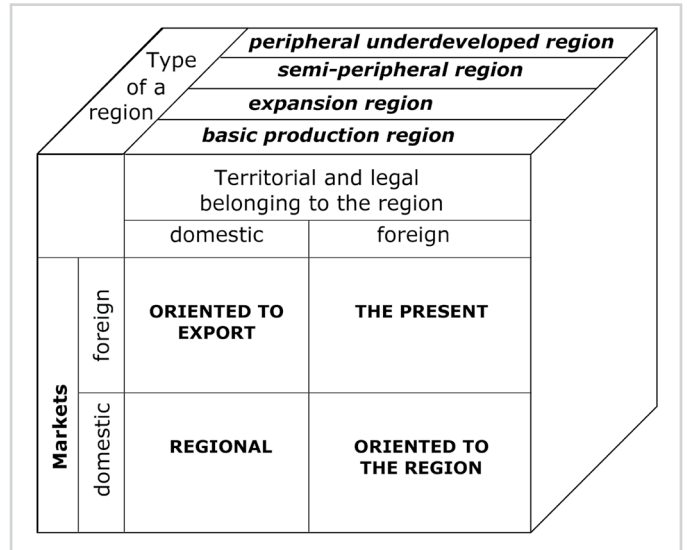 peripheral underdeveloped region
semi-peripheral region
expansion region
basic production region
Type
of a
region
Territorial and legal
belonging to the region
domestic
foreign
Markets
foreign
ORIENTED TO
EXPORT
THE PRESENT
domestic
REGIONAL
ORIENTED TO
THE REGION